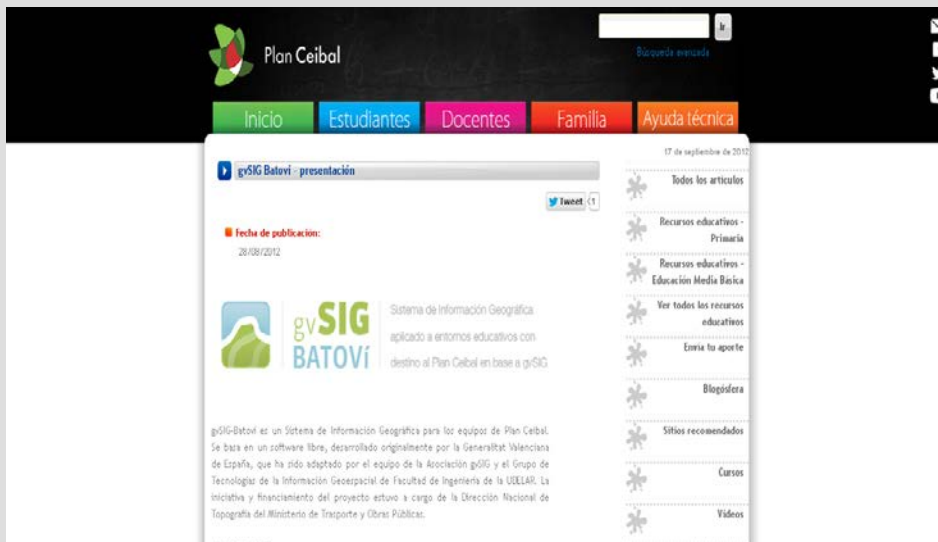 Plan Ceibal
Ir
Búsqueda avanzada
Inicio
Estudiantes
Docentes
Familia
Ayuda técnica
17 de septiembre de 2012
gvSIG Batoví - presentación
Tweet
1
Fecha de publicación:
28/08/2012
gvSIG
BATOVí
Sistema de Información Geográfica
aplicado a entornos educativos con
destino al Plan Ceibal en base a gvSIG
gvSIG-Batoví es un Sistema de Información Geográfica para los equipos de Plan Ceibal.
Se basa en un software libre, desarrollado originalmente por la Generalitat Valenciana
de España, que ha sido adaptado por el equipo de la Asociación gvSIG y el Grupo de
Tecnologías de la Información Geoespacial de Facultad de Ingeniería de la UDELAR. La
iniciativa y financiamiento del proyecto estuvo a cargo de la Dirección Nacional de
Topografía del Ministerio de Trasporte y Obras Públicas.
Todos los artículos
Recursos educativos -
Primaria
Recursos educativos -
Educación Media Básica
Ver todos los recursos
educativos
Envía tu aporte
Blogósfera
Sitios recomendados
Cursos
Videos